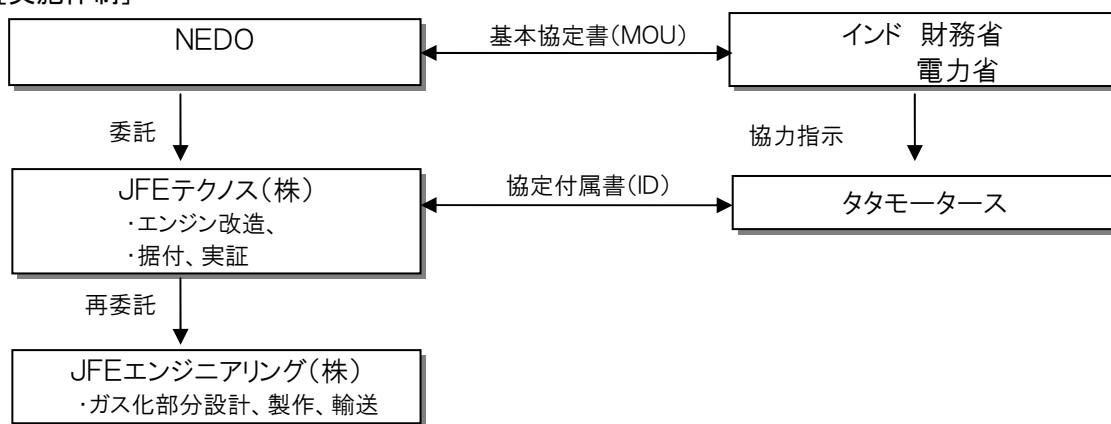 NEDO
基本協定書(MOU)
インド 財務省
電力省
委託
協力指示
JFEテクノス(株)
・エンジン改造、
・据付、実証
協定付属書(ID)
タタモータース
再委託
JFEエンジニアリング(株)
・ガス化部分設計、製作、輸送